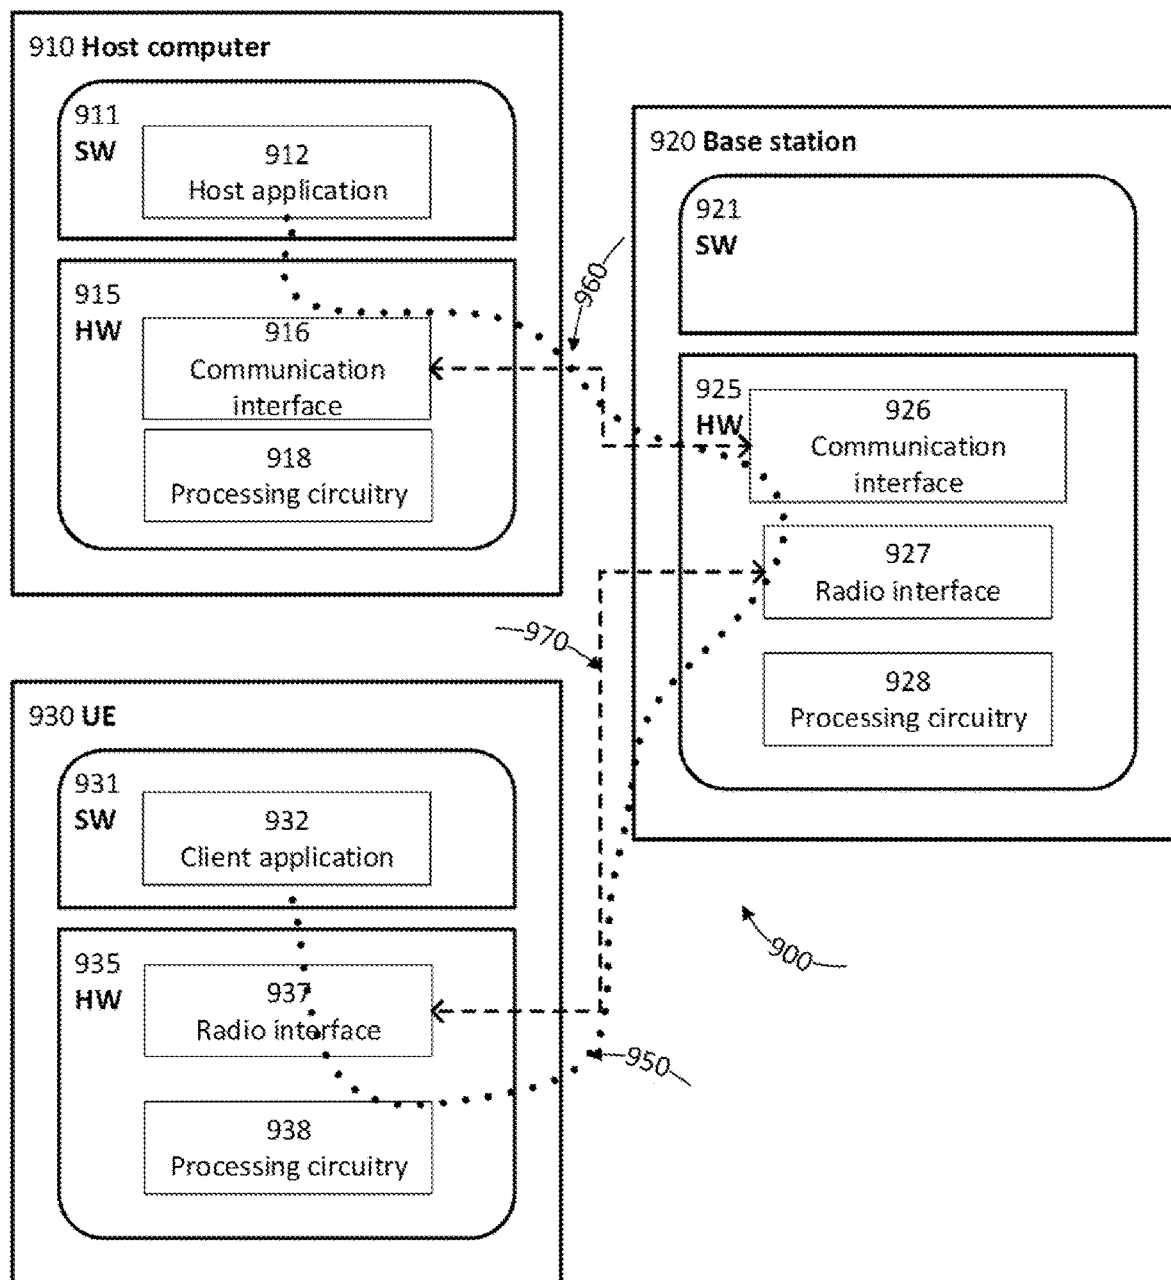 910 Host computer
911
SW
912
Host application
915
HW
916
Communication
interface
918
Processing circuitry
960
920 Base station
921
SW
925
HW
926
Communication
interface
927
Radio interface
928
Processing circuitry
970
930 UE
931
SW
932
Client application
935
HW
937
Radio interface
938
Processing circuitry
900
950